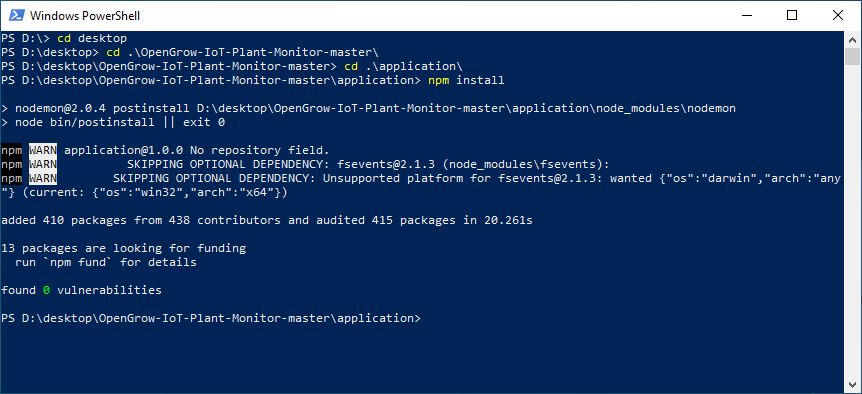 Windows PowerShell
PS D:\> cd desktop
PS D:\desktop> cd .\OpenGrow-IoT-Plant-Monitor-master\
PS D:\desktop\OpenGrow-IoT-Plant-Monitor-master> cd .\application\
PS D:\desktop\OpenGrow-IoT-Plant-Monitor-master\application> npm install
> nodemon@2.0.4 postinstall D:\desktop\OpenGrow-IoT-Plant-Monitor-master\application\node_modules\nodemon
> node bin/postinstall || exit 0
npm WARN application@1.0.0 No repository field.
npm WARN SKIPPING OPTIONAL DEPENDENCY: fsevents@2.1.3 (node_modules\fsevents):
npm WARN SKIPPING OPTIONAL DEPENDENCY: Unsupported platform for fsevents@2.1.3: wanted {"os":"darwin","arch":"any
"} (current: {"os":"win32","arch":"x64"})
added 410 packages from 438 contributors and audited 415 packages in 20.261s
13 packages are looking for funding
  run `npm fund` for details
found 0 vulnerabilities
PS D:\desktop\OpenGrow-IoT-Plant-Monitor-master\application>